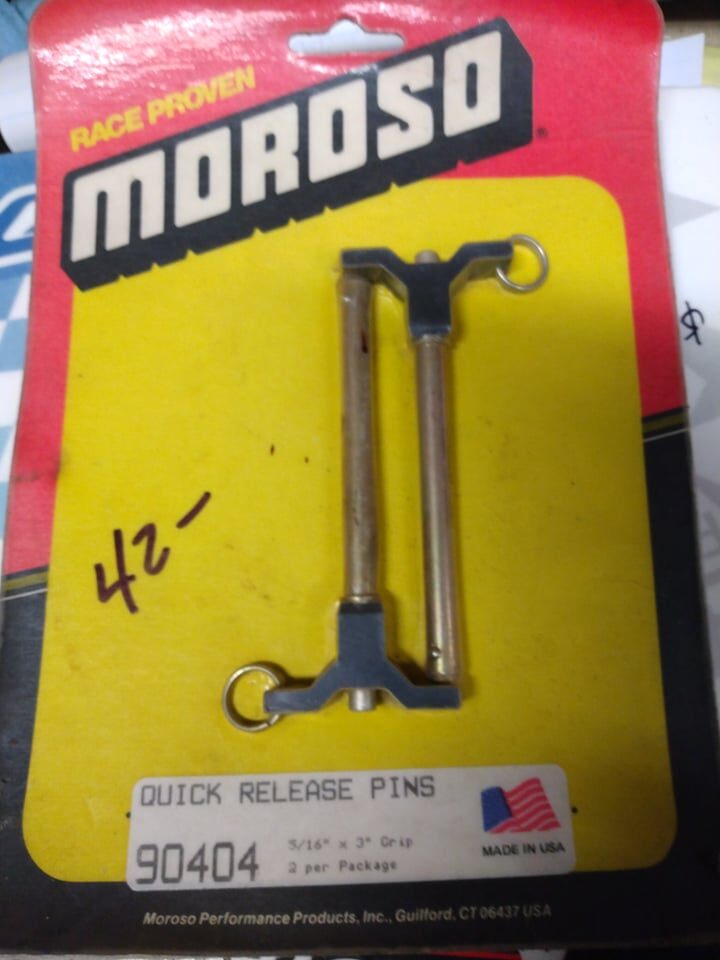 RACE PROVEN
MOROSO®
$
42-
QUICK RELEASE PINS
90404
5/16" x 3" Grip
2 per Package
MADE IN USA
Moroso Performance Products, Inc., Guilford, CT 06437 USA